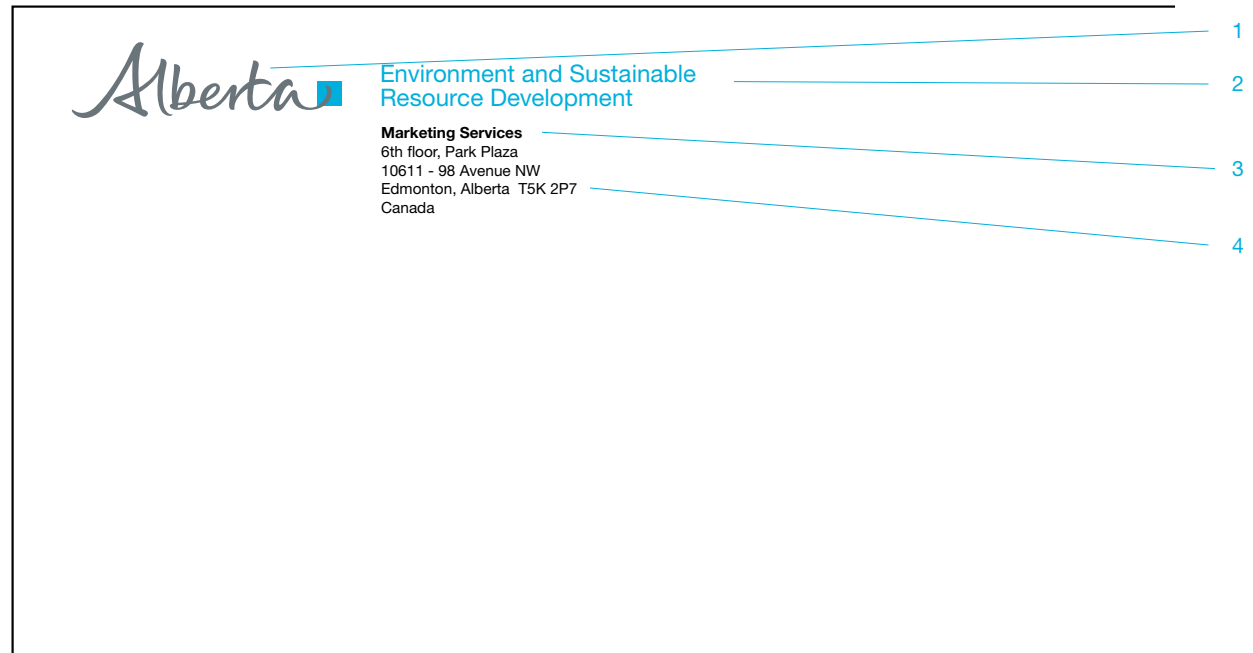 Alberta
Environment and Sustainable
Resource Development
Marketing Services
6th floor, Park Plaza
10611 - 98 Avenue NW
Edmonton, Alberta  T5K 2P7
Canada
1
2
3
4